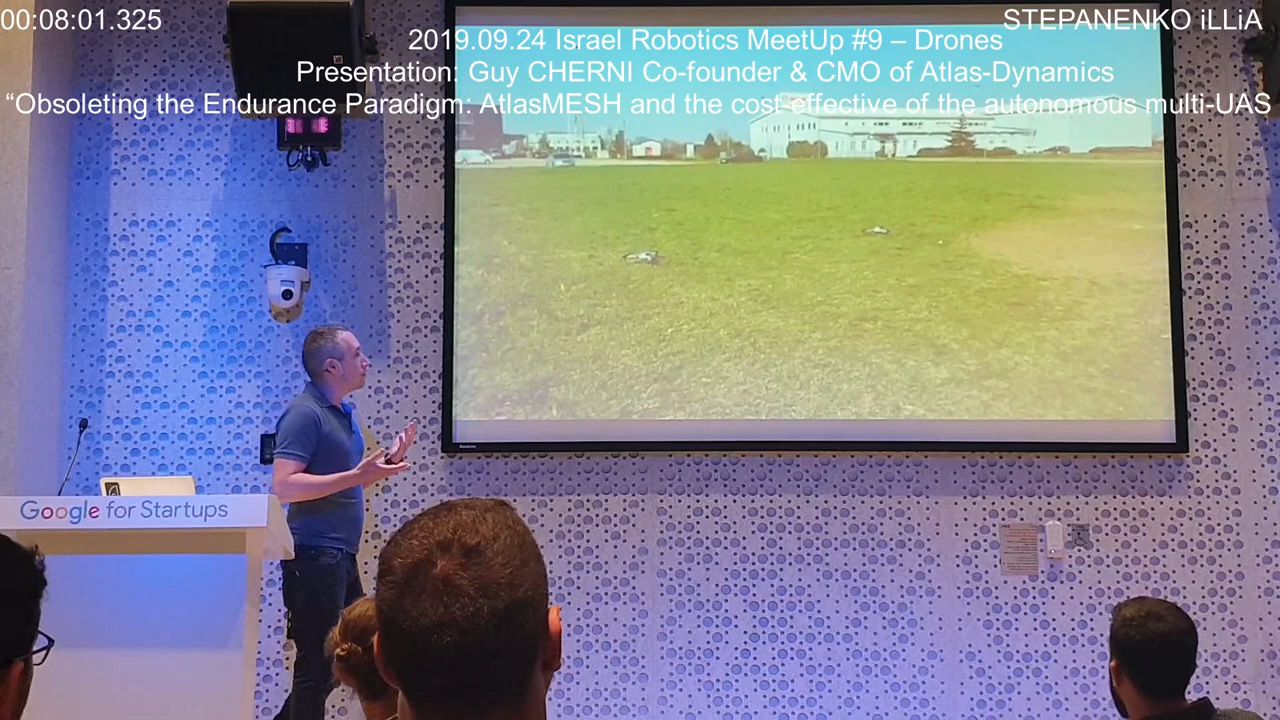 00:08:01.325
STEPANENKO iLLiA
2019.09.24 Israel Robotics MeetUp #9 – Drones
Presentation: Guy CHERNI Co-founder & CMO of Atlas-Dynamics
“Obsoleting the Endurance Paradigm: AtlasMESH and the cost-effective of the autonomous multi-UAS
Google for Startups